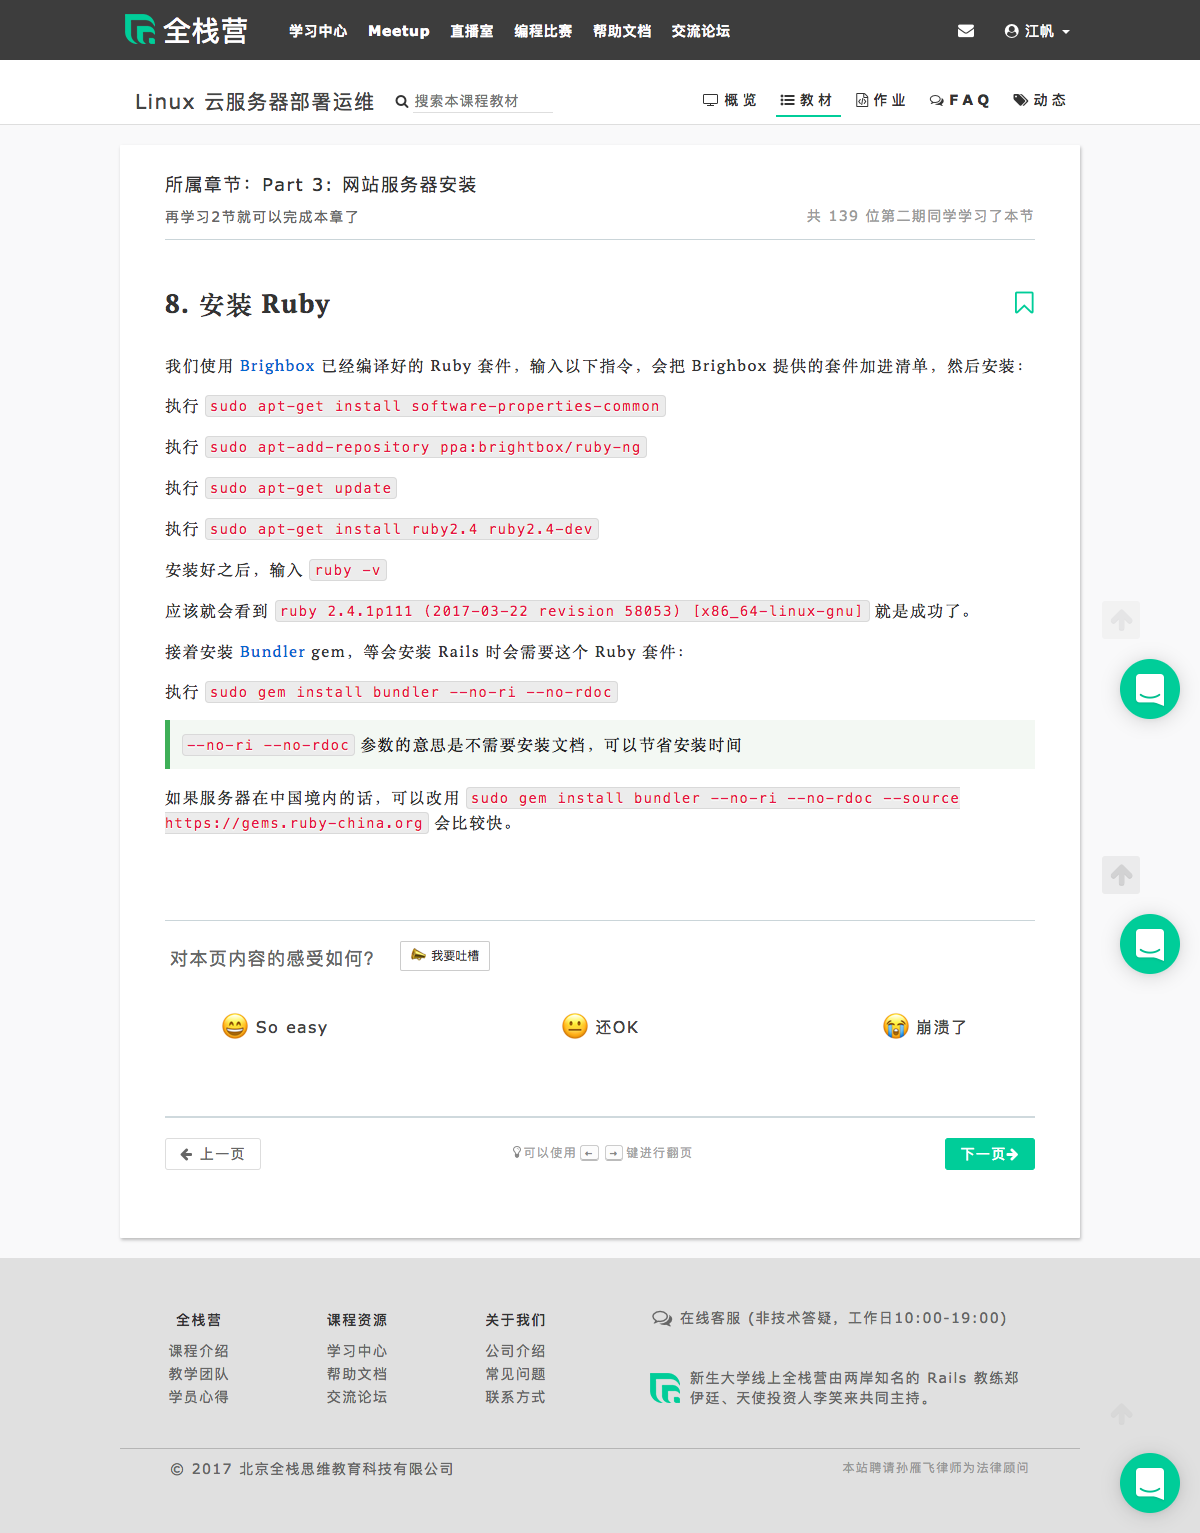 全栈营 学习中心 Meetup 直播室 编程比赛 帮助文档 交流论坛 江帆
Linux 云服务器部署运维 搜索本课程教材 概览 教材 作业 FAQ 动态
所属章节：Part 3: 网站服务器安装
再学习2节就可以完成本章了 共 139 位第二期同学学习了本节
8. 安装 Ruby
我们使用 Brighbox 已经编译好的 Ruby 套件，输入以下指令，会把 Brighbox 提供的套件加进清单，然后安装：
执行 sudo apt-get install software-properties-common
执行 sudo apt-add-repository ppa:brightbox/ruby-ng
执行 sudo apt-get update
执行 sudo apt-get install ruby2.4 ruby2.4-dev
安装好之后，输入 ruby -v
应该就会看到 ruby 2.4.1p111 (2017-03-22 revision 58053) [x86_64-linux-gnu] 就是成功了。
接着安装 Bundler gem，等会安装 Rails 时会需要这个 Ruby 套件：
执行 sudo gem install bundler --no-ri --no-rdoc
--no-ri --no-rdoc 参数的意思是不需要安装文档，可以节省安装时间
如果服务器在中国境内的话，可以改用 sudo gem install bundler --no-ri --no-rdoc --source
https://gems.ruby-china.org 会比较快。
对本页内容的感受如何? 我要吐槽
So easy 还OK 崩溃了
← 上一页 可以使用 ← → 键进行翻页 下一页→
全栈营 课程资源 关于我们 在线客服 (非技术答疑，工作日10:00-19:00)
课程介绍 学习中心 公司介绍
教学团队 帮助文档 常见问题 新生大学线上全栈营由两岸知名的 Rails 教练郑
学员心得 交流论坛 联系方式 伊廷、天使投资人李笑来共同主持。
© 2017 北京全栈思维教育科技有限公司 本站聘请孙雁飞律师为法律顾问